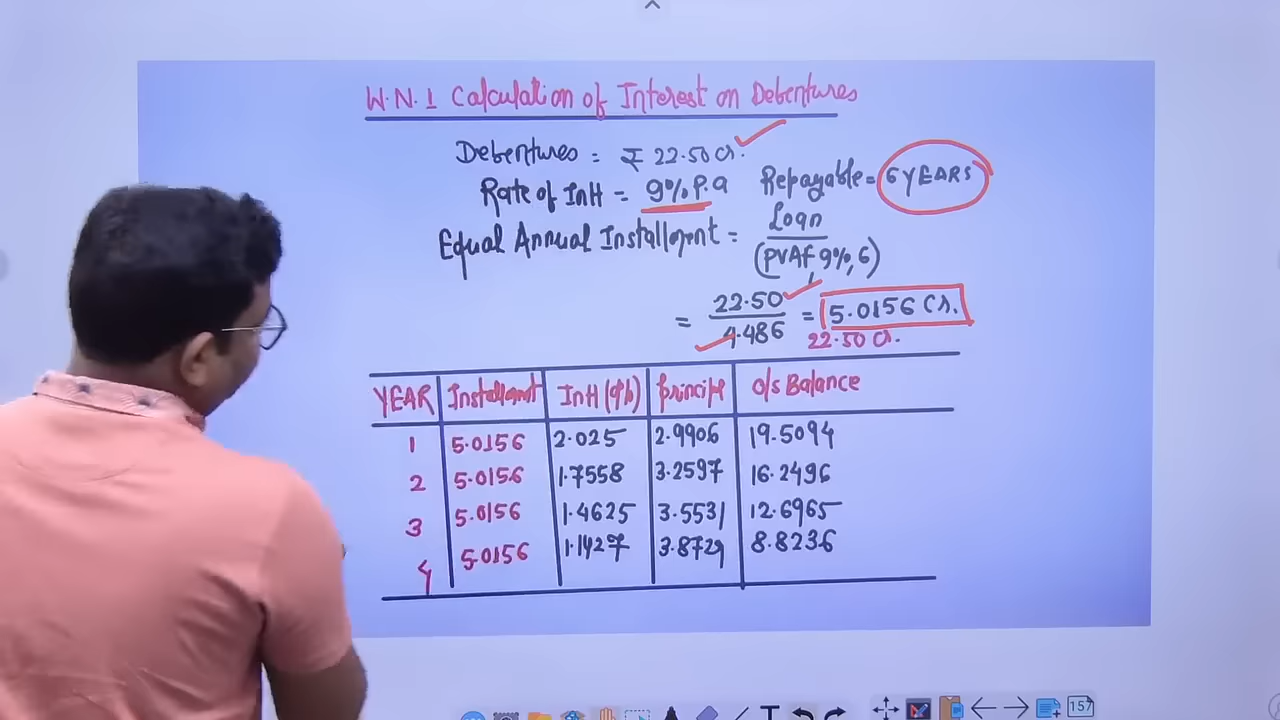 W.N.1 Calculation of Interest on Debentures
Debentures = ₹ 22.50 Cr.
Rate of Intt = 9% P.a Repayable = 6 YEARS
Equal Annual Installment = Loan
(PVAF 9%, 6)
= 22.50 = 5.0156 Cr.
4.486 22.50 Cr.
YEAR Installment Intt (9%) Principle o/s Balance
1 5.0156 2.025 2.9906 19.5094
2 5.0156 1.7558 3.2597 16.2496
3 5.0156 1.4625 3.5531 12.6965
4 5.0156 1.1427 3.8729 8.8236
157